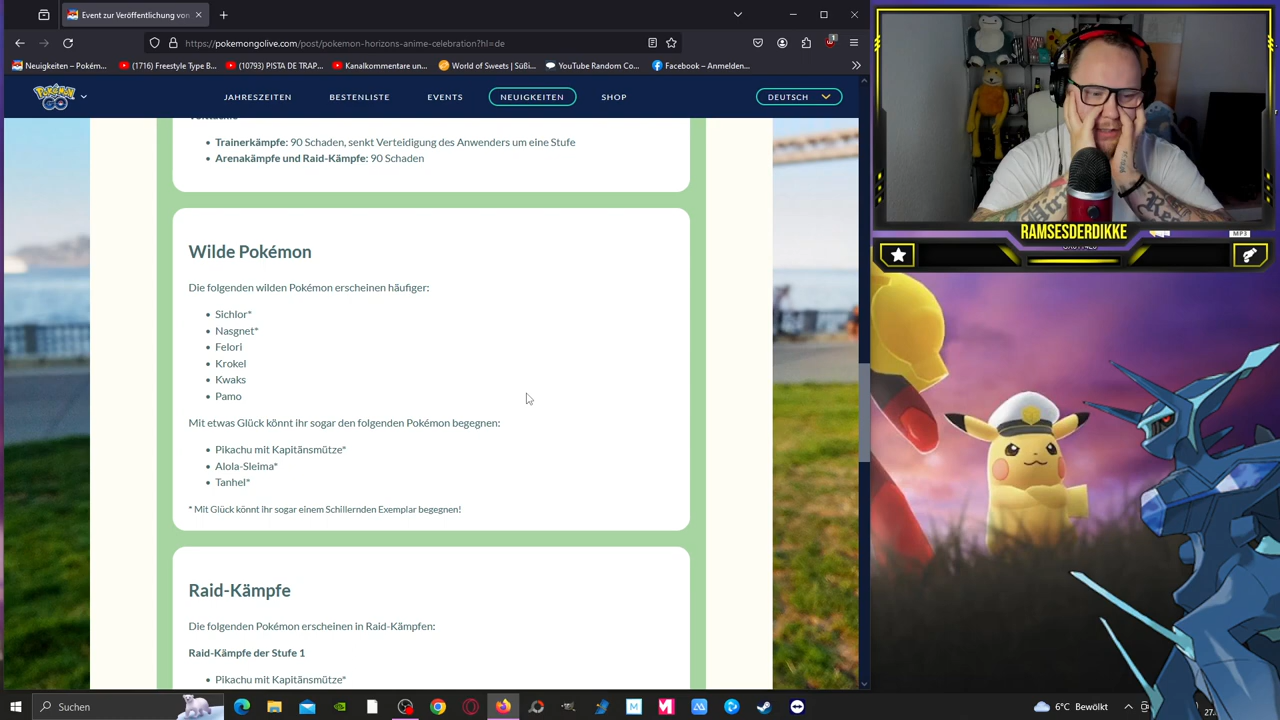 Event zur Veröffentlichung von
https://pokemongolive.com/post/pokemon-horizons-anime-celebration?hl=de
1
Neuigkeiten – Pokém...
(1716) Freestyle Type B...
(10793) PISTA DE TRAP...
Kanalkommentare un...
World of Sweets | Süßi...
YouTube Random Co...
Facebook – Anmelden...
POKÉMON GO
JAHRESZEITEN
BESTENLISTE
EVENTS
NEUIGKEITEN
SHOP
DEUTSCH
Trainerkämpfe: 90 Schaden, senkt Verteidigung des Anwenders um eine Stufe
Arenakämpfe und Raid-Kämpfe: 90 Schaden
Wilde Pokémon
Die folgenden wilden Pokémon erscheinen häufiger:
Sichlor*
Nasgnet*
Felori
Krokel
Kwaks
Pamo
Mit etwas Glück könnt ihr sogar den folgenden Pokémon begegnen:
Pikachu mit Kapitänsmütze*
Alola-Sleima*
Tanhel*
* Mit Glück könnt ihr sogar einem Schillernden Exemplar begegnen!
Raid-Kämpfe
Die folgenden Pokémon erscheinen in Raid-Kämpfen:
Raid-Kämpfe der Stufe 1
Pikachu mit Kapitänsmütze*
RAMSESDERDIKKE
MP3
Suchen
6°C Bewölkt
27.